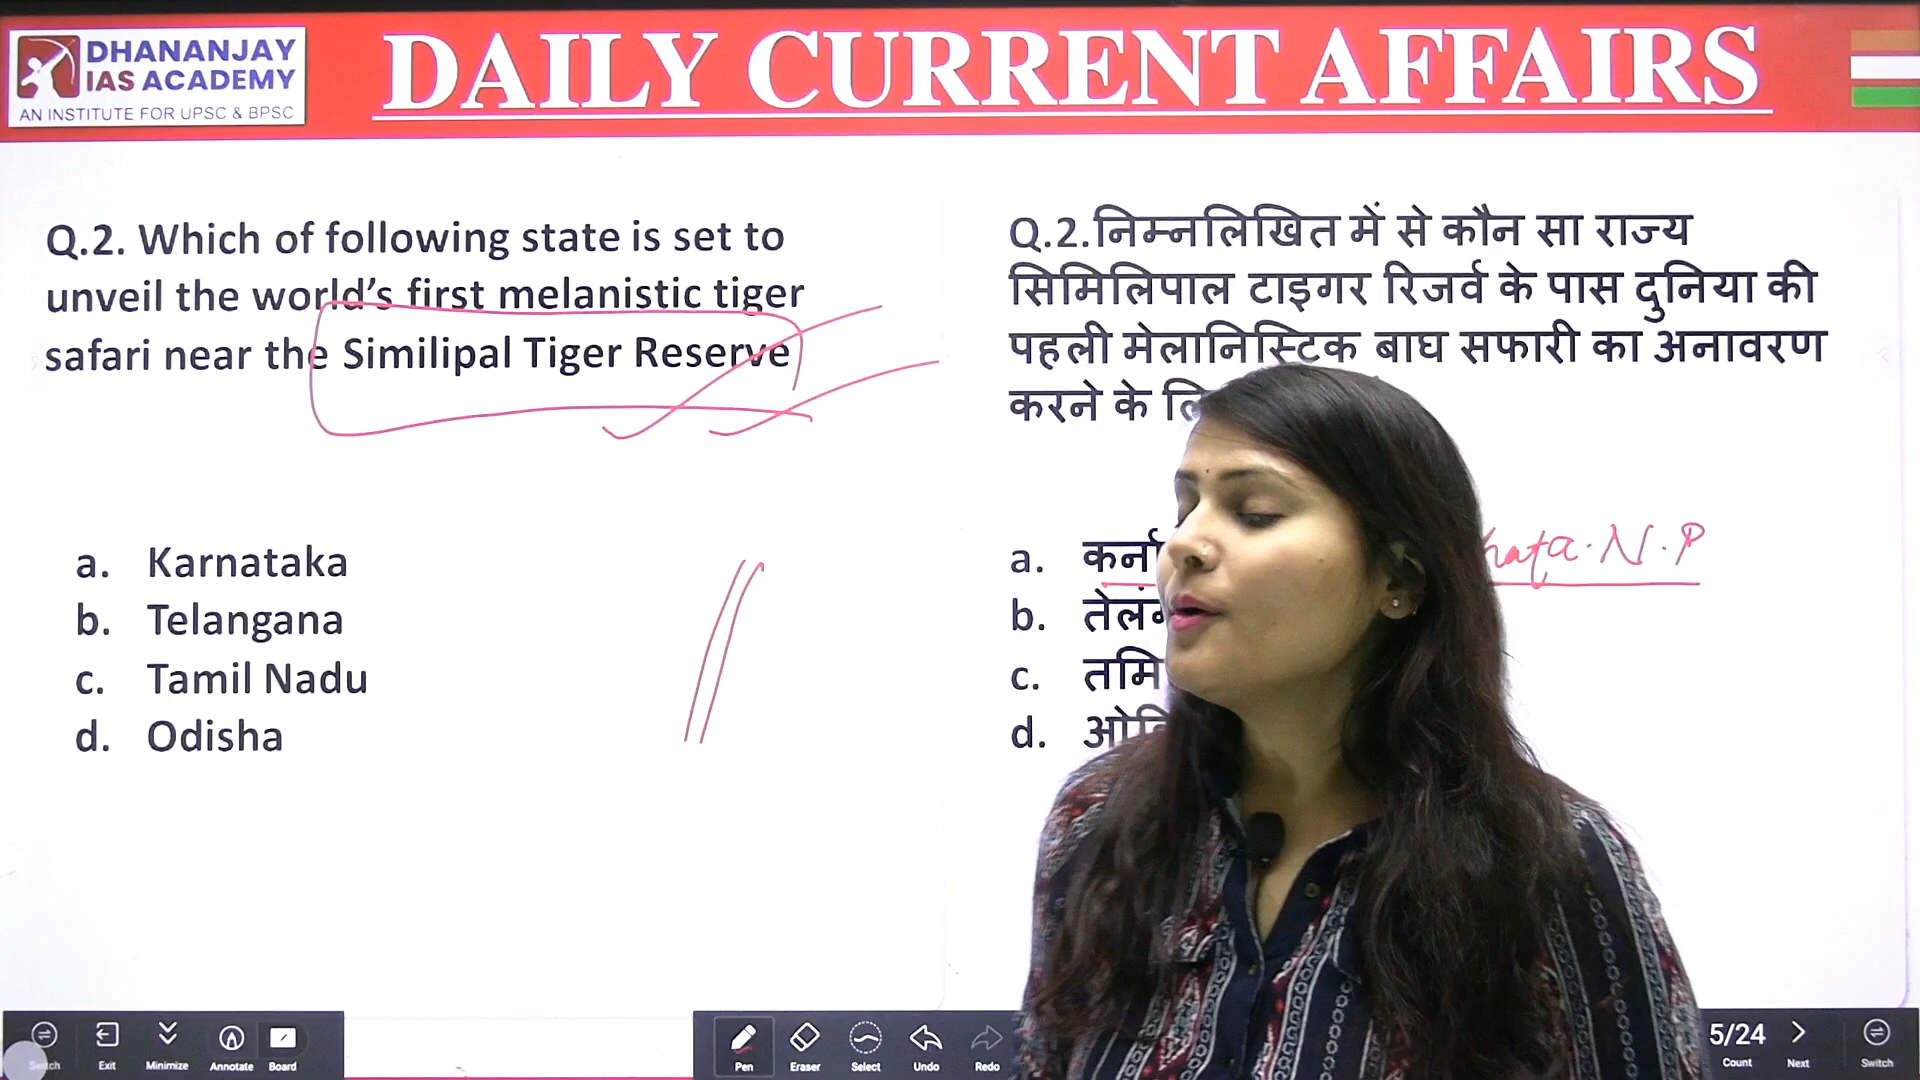 DHANANJAY
IAS ACADEMY
AN INSTITUTE FOR UPSC & BPSC
DAILY CURRENT AFFAIRS
Q.2. Which of following state is set to
unveil the world’s first melanistic tiger
safari near the Similipal Tiger Reserve
a. Karnataka
b. Telangana
c. Tamil Nadu
d. Odisha
Q.2.निम्नलिखित में से कौन सा राज्य
सिमिलिपाल टाइगर रिजर्व के पास दुनिया की
पहली मेलानिस्टिक बाघ सफारी का अनावरण
करने के
a.
N.P
b.
c.
d.
Switch Exit Minimize Annotate Board
Pen Eraser Select Undo Redo
5/24
Count Next Switch